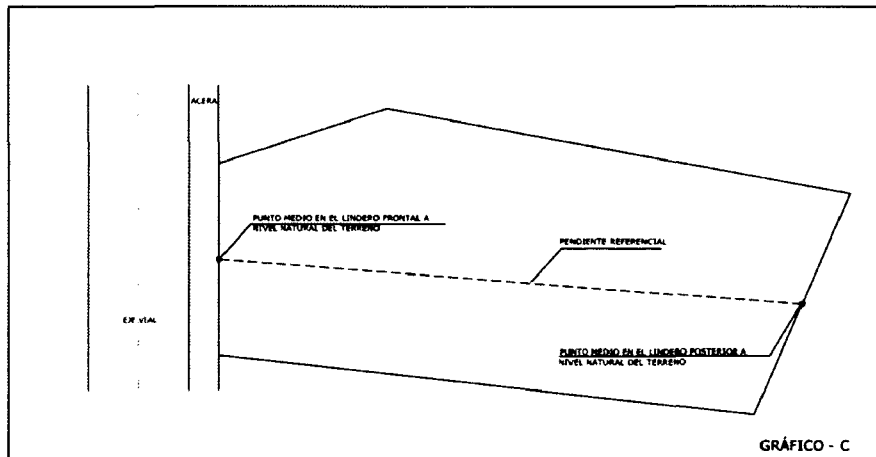 ACERA
PUNTO MEDIO EN EL LINDERO FRONTAL A
NIVEL NATURAL DEL TERRENO
PENDIENTE REFERENCIAL
EJE VIAL
PUNTO MEDIO EN EL LINDERO POSTERIOR A
NIVEL NATURAL DEL TERRENO
GRÁFICO - C